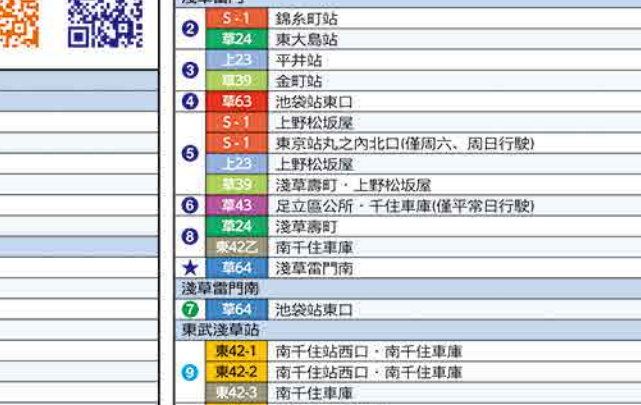 淺草雷門
❷ S-1 錦糸町站
草24 東大島站
❸ 上23 平井站
草39 金町站
❹ 草63 池袋站東口
❺ S-1 上野松坂屋
S-1 東京站丸之內北口(僅周六、周日行駛)
上23 上野松坂屋
草39 淺草壽町・上野松坂屋
❻ 草43 足立區公所・千住車庫(僅平常日行駛)
❽ 草24 淺草壽町
東42乙 南千住車庫
★ 草64 淺草雷門南
淺草雷門南
❼ 草64 池袋站東口
東武淺草站
❾ 東42-1 南千住站西口・南千住車庫
東42-2 南千住站西口・南千住車庫
東42-3 南千住車庫